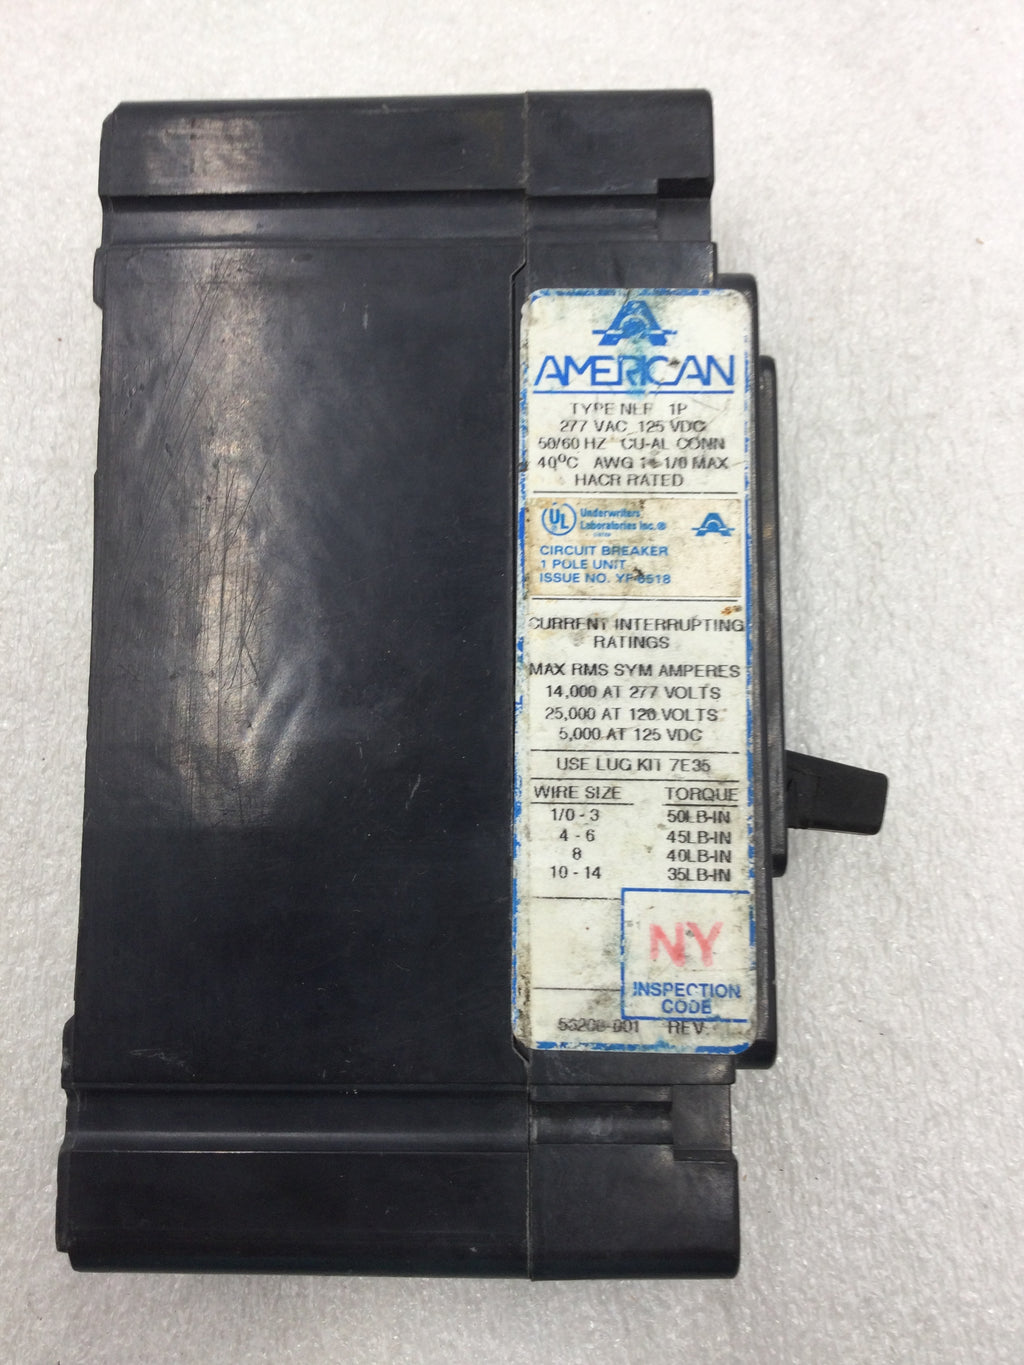 AMERICAN
TYPE NEF 1P
277 VAC 125 VDC
50/60 HZ CU-AL CONN
40°C AWG 14-1/0 MAX
HACR RATED
UL Underwriters
Laboratories Inc.®
CIRCUIT BREAKER
1 POLE UNIT
ISSUE NO.
CURRENT INTERRUPTING
RATINGS
MAX RMS SYM AMPERES
14,000 AT 277 VOLTS
25,000 AT 120 VOLTS
5,000 AT 125 VDC
USE LUG KIT 7E35
WIRE SIZE TORQUE
1/0 - 3 50LB-IN
4 - 6 45LB-IN
8 40LB-IN
10 - 14 35LB-IN
NY
INSPECTION
CODE
REV